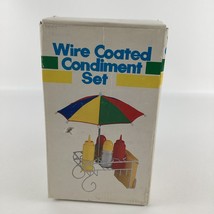 Wire Coated
Condiment
Set